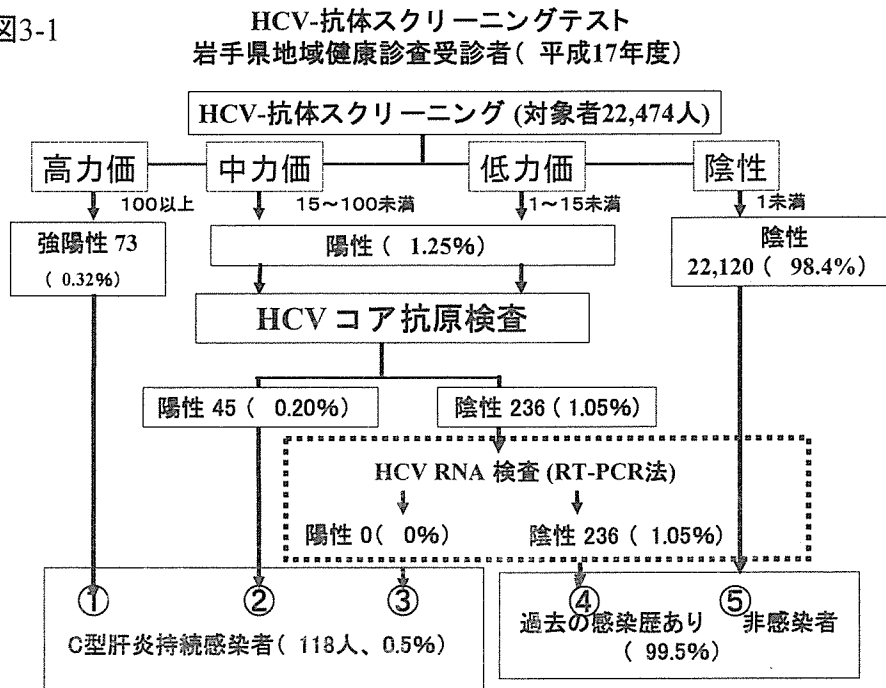 図3-1
HCV-抗体スクリーニングテスト
岩手県地域健康診査受診者( 平成17年度)
HCV-抗体スクリーニング (対象者22,474人)
高力価 中力価 低力価 陰性
100以上 15～100未満 1～15未満 1未満
強陽性 73
( 0.32%)
陽性 ( 1.25%)
陰性
22,120 ( 98.4%)
HCV コア抗原検査
陽性 45 ( 0.20%) 陰性 236 ( 1.05%)
HCV RNA 検査 (RT-PCR法)
陽性 0( 0%) 陰性 236 ( 1.05%)
① ② ③ ④ ⑤
C型肝炎持続感染者( 118人、0.5%)
過去の感染歴あり 非感染者
( 99.5%)